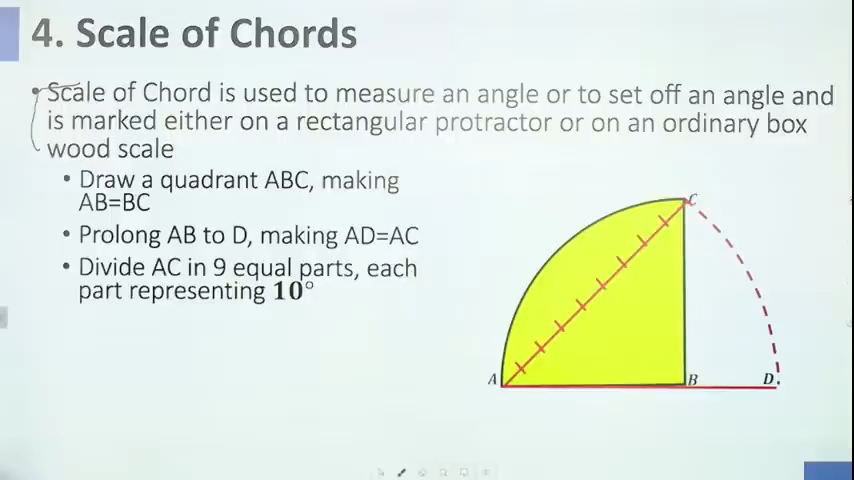 4. Scale of Chords
• Scale of Chord is used to measure an angle or to set off an angle and
is marked either on a rectangular protractor or on an ordinary box
wood scale
• Draw a quadrant ABC, making
AB=BC
• Prolong AB to D, making AD=AC
• Divide AC in 9 equal parts, each
part representing 10°
C
A
B
D